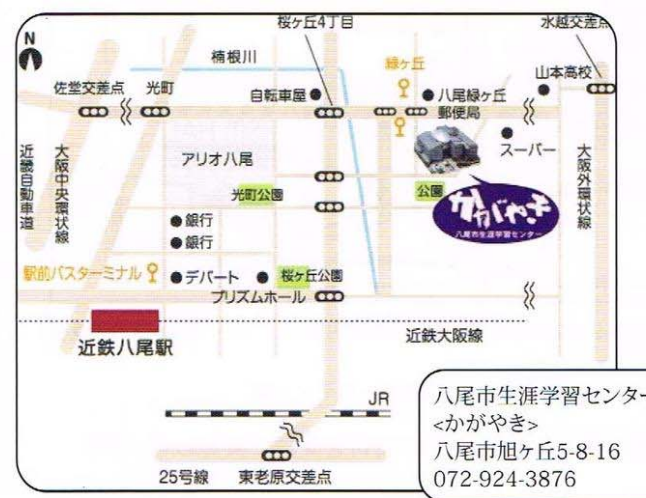 桜ヶ丘4丁目
水越交差点
N
楠根川
緑ヶ丘
山本高校
佐堂交差点
光町
自転車屋
八尾緑ヶ丘
郵便局
スーパー
近畿自動車道
大阪中央環状線
アリオ八尾
大阪外環状線
光町公園
公園
かがやき
八尾市生涯学習センター
銀行
銀行
駅前バスターミナル
デパート
桜ヶ丘公園
プリズムホール
近鉄大阪線
近鉄八尾駅
JR
25号線
東老原交差点
八尾市生涯学習センター
<かがやき>
八尾市旭ヶ丘5-8-16
072-924-3876